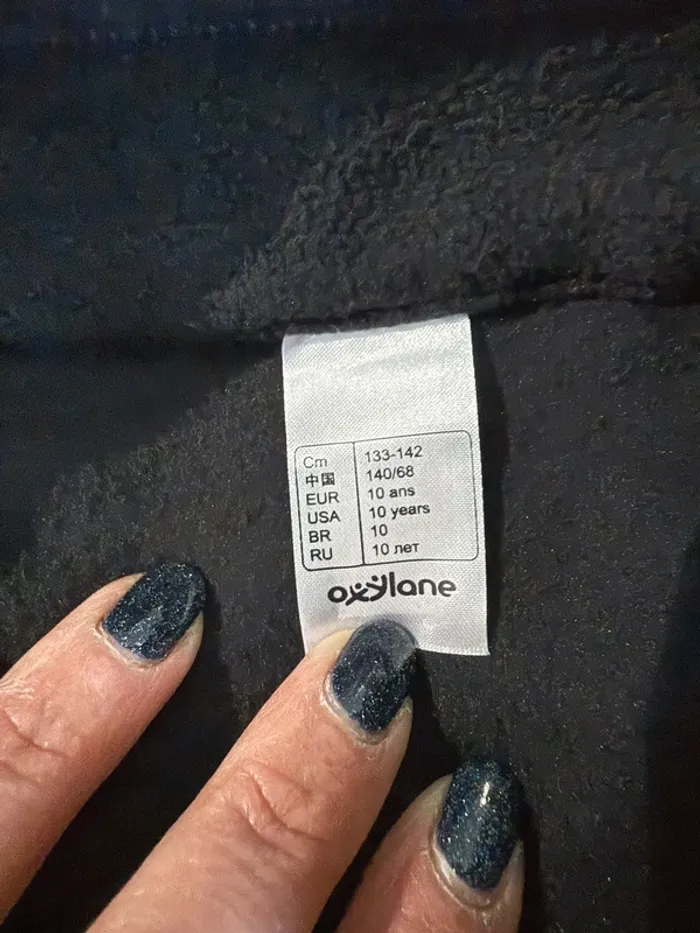 Cm 133-142
中国 140/68
EUR 10 ans
USA 10 years
BR 10
RU 10 лет
oxylane